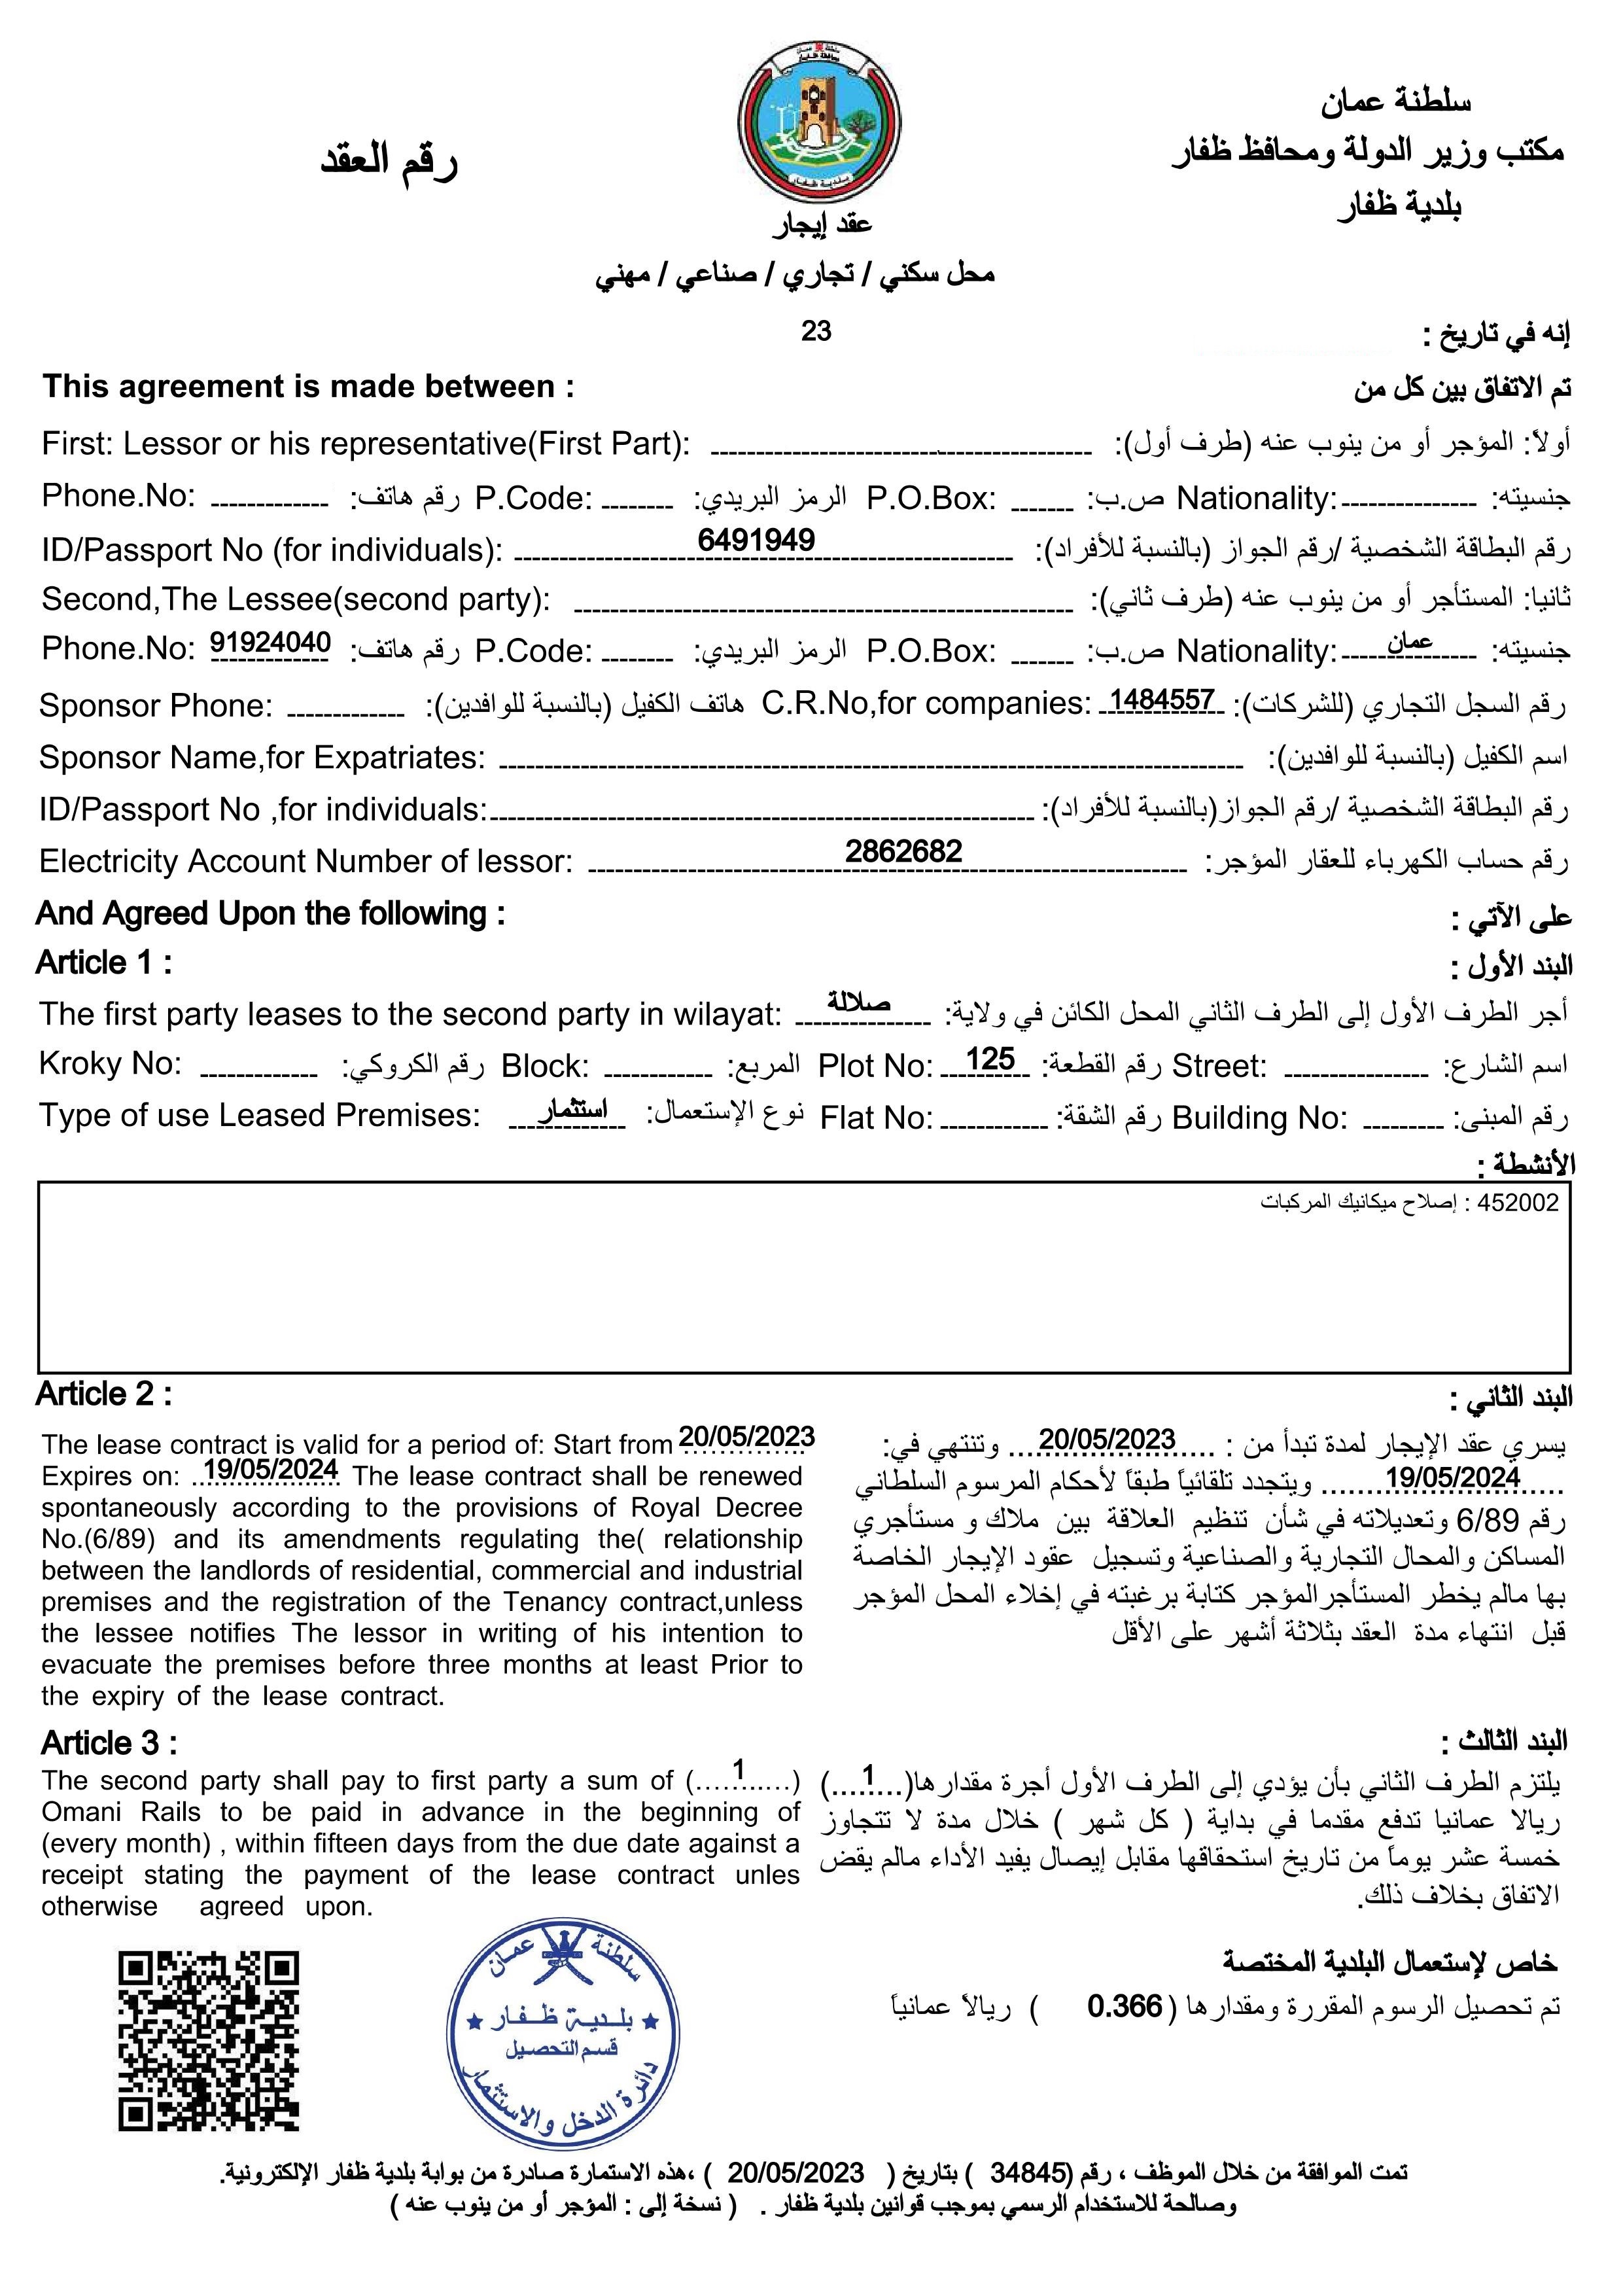 سلطنة عمان
مكتب وزير الدولة ومحافظ ظفار
بلدية ظفار
رقم العقد
سلطنة عمان
محافظة ظفار
بلدية ظفار
عقد إيجار
محل سكني / تجاري / صناعي / مهني
إنه في تاريخ : 23
This agreement is made between : تم الاتفاق بين كل من
First: Lessor or his representative(First Part): أولاً: المؤجر أو من ينوب عنه (طرف أول):
Phone.No: رقم هاتف: P.Code: الرمز البريدي: P.O.Box: ص.ب: Nationality: جنسيته:
ID/Passport No (for individuals): 6491949 رقم البطاقة الشخصية /رقم الجواز (بالنسبة للأفراد):
Second,The Lessee(second party): ثانيا: المستأجر أو من ينوب عنه (طرف ثاني):
Phone.No: 91924040 رقم هاتف: P.Code: الرمز البريدي: P.O.Box: ص.ب: Nationality: عمان جنسيته:
Sponsor Phone: هاتف الكفيل (بالنسبة للوافدين): C.R.No,for companies: 1484557 رقم السجل التجاري (للشركات):
Sponsor Name,for Expatriates: اسم الكفيل (بالنسبة للوافدين):
ID/Passport No ,for individuals: رقم البطاقة الشخصية /رقم الجواز(بالنسبة للأفراد):
Electricity Account Number of lessor: 2862682 رقم حساب الكهرباء للعقار المؤجر:
And Agreed Upon the following : على الآتي :
Article 1 : البند الأول :
The first party leases to the second party in wilayat: صلالة أجر الطرف الأول إلى الطرف الثاني المحل الكائن في ولاية:
Kroky No: رقم الكروكي: Block: المربع: Plot No: 125 رقم القطعة: Street: اسم الشارع:
Type of use Leased Premises: استثمار نوع الإستعمال: Flat No: رقم الشقة: Building No: رقم المبنى:
الأنشطة :
452002 : إصلاح ميكانيك المركبات
Article 2 :
The lease contract is valid for a period of: Start from 20/05/2023
Expires on: 19/05/2024 The lease contract shall be renewed
spontaneously according to the provisions of Royal Decree
No.(6/89) and its amendments regulating the( relationship
between the landlords of residential, commercial and industrial
premises and the registration of the Tenancy contract,unless
the lessee notifies The lessor in writing of his intention to
evacuate the premises before three months at least Prior to
the expiry of the lease contract.
البند الثاني :
يسري عقد الإيجار لمدة تبدأ من : 20/05/2023 وتنتهي في:
19/05/2024 ويتجدد تلقائياً طبقاً لأحكام المرسوم السلطاني
رقم 6/89 وتعديلاته في شأن تنظيم العلاقة بين ملاك و مستأجري
المساكن والمحال التجارية والصناعية وتسجيل عقود الإيجار الخاصة
بها مالم يخطر المستأجرالمؤجر كتابة برغبته في إخلاء المحل المؤجر
قبل انتهاء مدة العقد بثلاثة أشهر على الأقل
Article 3 :
The second party shall pay to first party a sum of (1)
Omani Rails to be paid in advance in the beginning of
(every month) , within fifteen days from the due date against a
receipt stating the payment of the lease contract unles
otherwise agreed upon.
البند الثالث :
يلتزم الطرف الثاني بأن يؤدي إلى الطرف الأول أجرة مقدارها(1)
ريالا عمانيا تدفع مقدما في بداية ( كل شهر ) خلال مدة لا تتجاوز
خمسة عشر يوماً من تاريخ استحقاقها مقابل إيصال يفيد الأداء مالم يقض
الاتفاق بخلاف ذلك.
خاص لإستعمال البلدية المختصة
تم تحصيل الرسوم المقررة ومقدارها ( 0.366 ) ريالاً عمانياً
سلطنة عمـان
بلـديـة ظـفـار
قسم التحصيل
دائرة الدخل والاستثمار
تمت الموافقة من خلال الموظف ، رقم (34845 ) بتاريخ ( 20/05/2023 ) ،هذه الاستمارة صادرة من بوابة بلدية ظفار الإلكترونية.
وصالحة للاستخدام الرسمي بموجب قوانين بلدية ظفار . ( نسخة إلى : المؤجر أو من ينوب عنه )